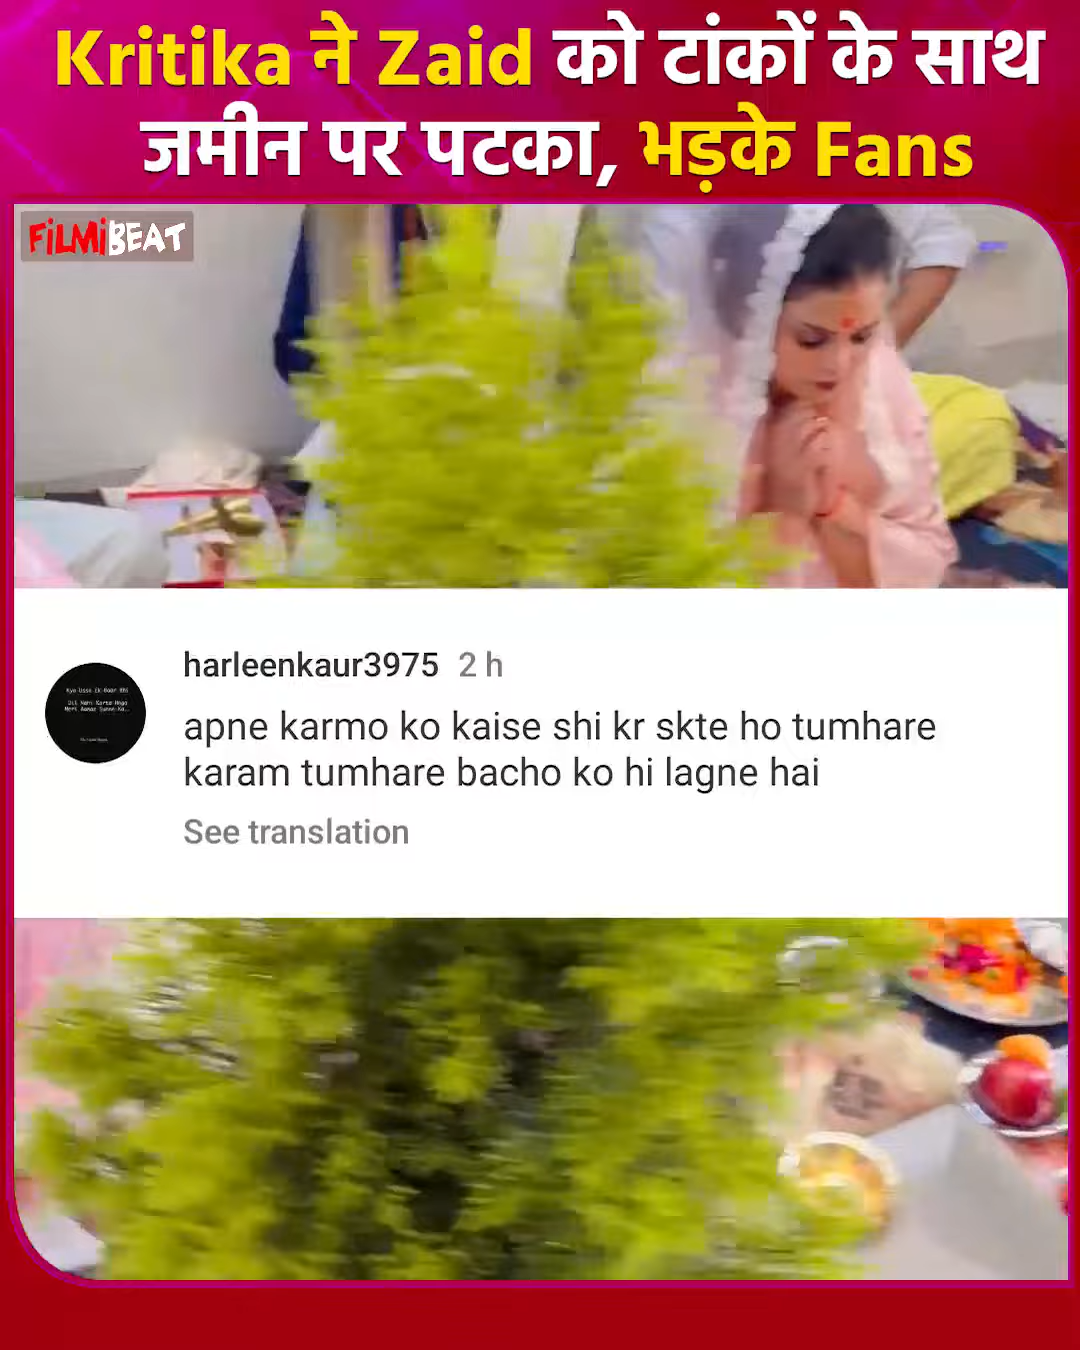 Kritika ने Zaid को टांकों के साथ
जमीन पर पटका, भड़के Fans
FiLMiBEAT
harleenkaur3975 2 h
apne karmo ko kaise shi kr skte ho tumhare
karam tumhare bacho ko hi lagne hai
See translation